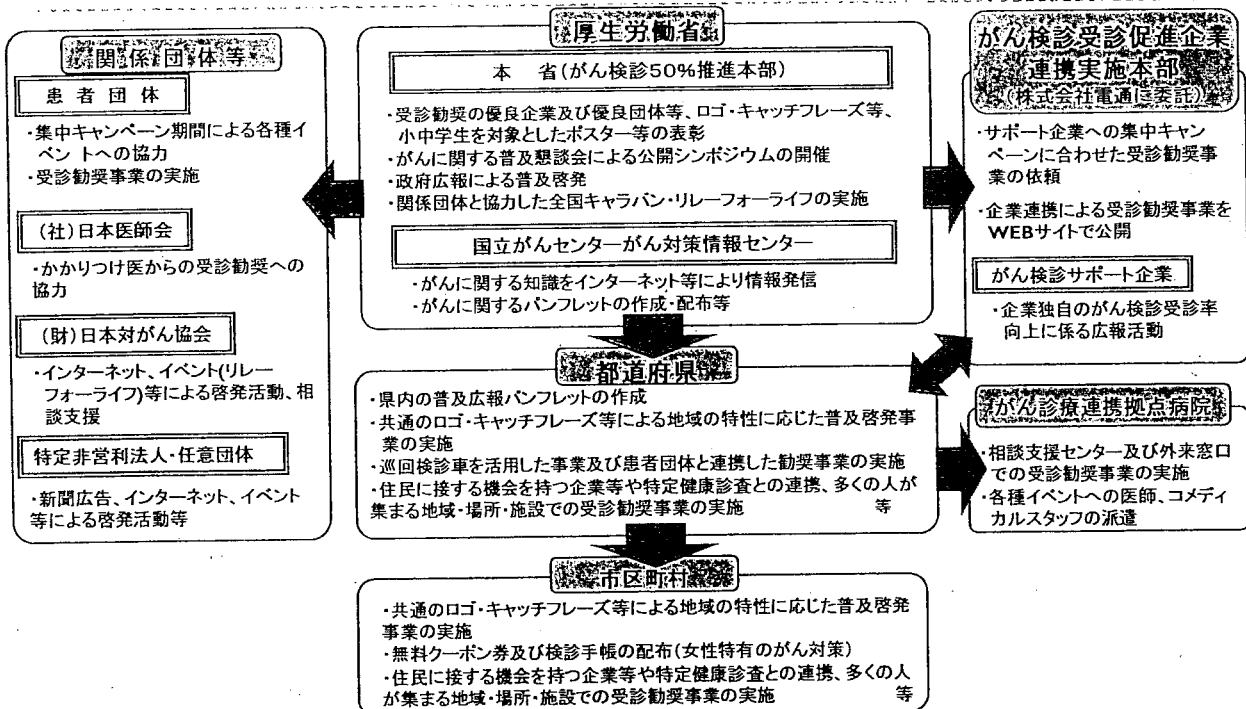 関係団体等
患者団体
・集中キャンペーン期間による各種イ
ベントへの協力
・受診勧奨事業の実施
(社)日本医師会
・かかりつけ医からの受診勧奨への
協力
(財)日本対がん協会
・インターネット、イベント(リレー
フォーライフ)等による啓発活動、相
談支援
特定非営利法人・任意団体
・新聞広告、インターネット、イベント
等による啓発活動等
厚生労働省
本 省(がん検診50%推進本部)
・受診勧奨の優良企業及び優良団体等、ロゴ・キャッチフレーズ等、
小中学生を対象としたポスター等の表彰
・がんに関する普及懇談会による公開シンポジウムの開催
・政府広報による普及啓発
・関係団体と協力した全国キャラバン・リレーフォーライフの実施
国立がんセンターがん対策情報センター
・がんに関する知識をインターネット等により情報発信
・がんに関するパンフレットの作成・配布等
都道府県
・県内の普及広報パンフレットの作成
・共通のロゴ・キャッチフレーズ等による地域の特性に応じた普及啓発事
業の実施
・巡回検診車を活用した事業及び患者団体と連携した勧奨事業の実施
・住民に接する機会を持つ企業等や特定健康診査との連携、多くの人が
集まる地域・場所・施設での受診勧奨事業の実施 等
市区町村
・共通のロゴ・キャッチフレーズ等による地域の特性に応じた普及啓発
事業の実施
・無料クーポン券及び検診手帳の配布(女性特有のがん対策)
・住民に接する機会を持つ企業等や特定健康診査との連携、多くの人
が集まる地域・場所・施設での受診勧奨事業の実施 等
がん検診受診促進企業
連携実施本部
(株式会社電通に委託)
・サポート企業への集中キャン
ペーンに合わせた受診勧奨事
業の依頼
・企業連携による受診勧奨事業を
WEBサイトで公開
がん検診サポート企業
・企業独自のがん検診受診率
向上に係る広報活動
がん診療連携拠点病院
・相談支援センター及び外来窓口
での受診勧奨事業の実施
・各種イベントへの医師、コメディ
カルスタッフの派遣